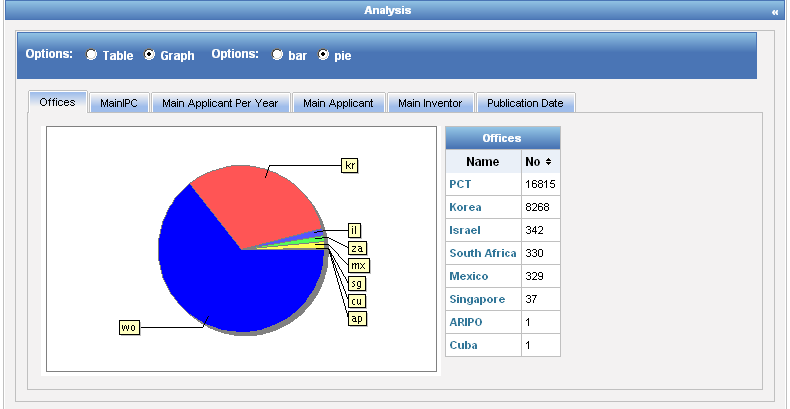 Analysis «
Options: Table Graph Options: bar pie
Offices MainIPC Main Applicant Per Year Main Applicant Main Inventor Publication Date
kr
il
za
mx
sg
cu
ap
wo
Offices
Name No
PCT 16815
Korea 8268
Israel 342
South Africa 330
Mexico 329
Singapore 37
ARIPO 1
Cuba 1